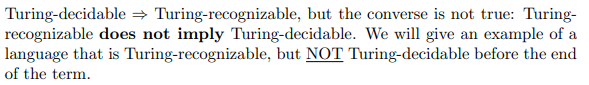 Turing-decidable ⇒ Turing-recognizable, but the converse is not true: Turing-
recognizable does not imply Turing-decidable. We will give an example of a
language that is Turing-recognizable, but NOT Turing-decidable before the end
of the term.